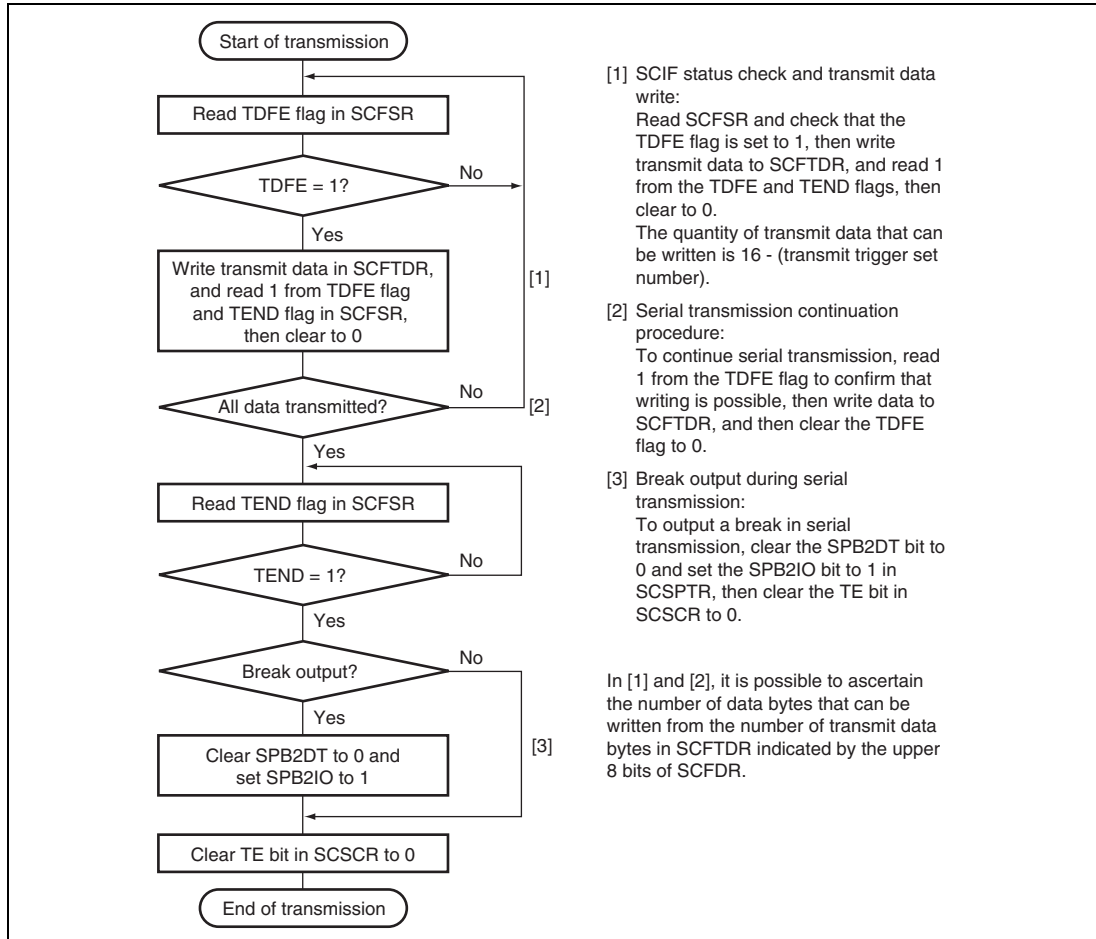 Start of transmission
Read TDFE flag in SCFSR
TDFE = 1?
No
Yes
Write transmit data in SCFTDR,
and read 1 from TDFE flag
and TEND flag in SCFSR,
then clear to 0
[1]
All data transmitted?
No
[2]
Yes
Read TEND flag in SCFSR
TEND = 1?
No
Yes
Break output?
No
Yes
Clear SPB2DT to 0 and
set SPB2IO to 1
[3]
Clear TE bit in SCSCR to 0
End of transmission
[1] SCIF status check and transmit data
write:
Read SCFSR and check that the
TDFE flag is set to 1, then write
transmit data to SCFTDR, and read 1
from the TDFE and TEND flags, then
clear to 0.
The quantity of transmit data that can
be written is 16 - (transmit trigger set
number).
[2] Serial transmission continuation
procedure:
To continue serial transmission, read
1 from the TDFE flag to confirm that
writing is possible, then write data to
SCFTDR, and then clear the TDFE
flag to 0.
[3] Break output during serial
transmission:
To output a break in serial
transmission, clear the SPB2DT bit to
0 and set the SPB2IO bit to 1 in
SCSPTR, then clear the TE bit in
SCSCR to 0.
In [1] and [2], it is possible to ascertain
the number of data bytes that can be
written from the number of transmit data
bytes in SCFTDR indicated by the upper
8 bits of SCFDR.